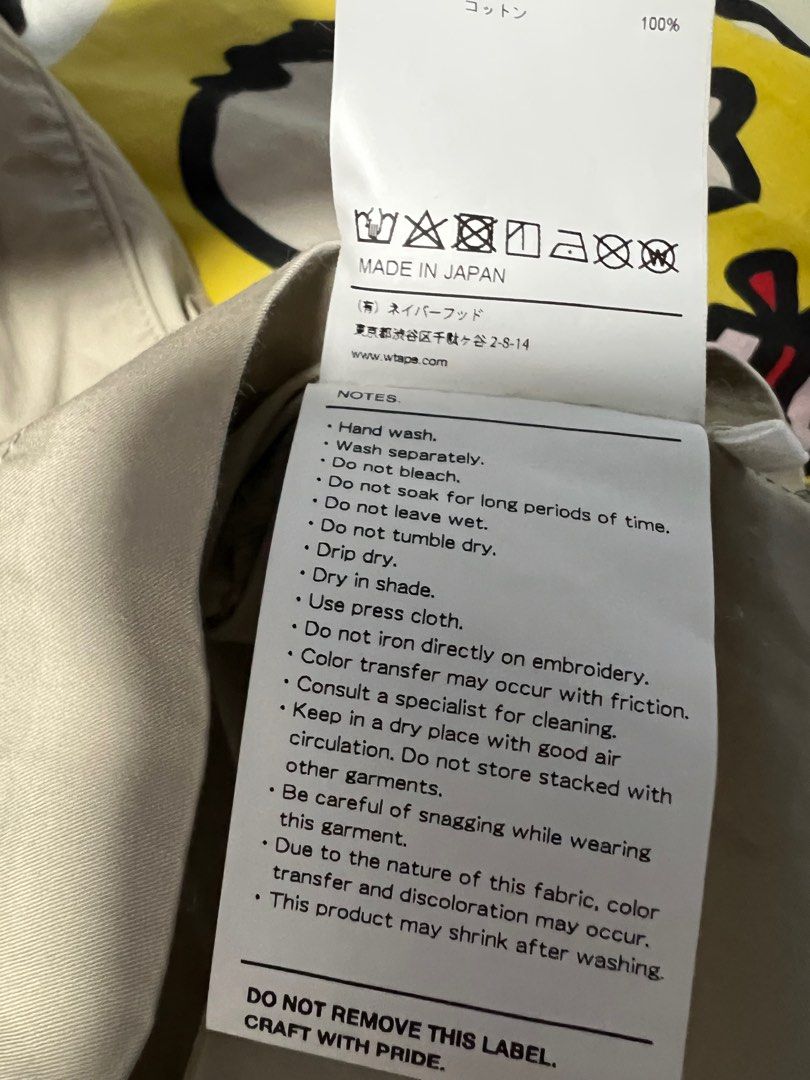 コットン 100%
MADE IN JAPAN
(有) ネイバーフッド
東京都渋谷区千駄ヶ谷 2-8-14
www.wtaps.com
NOTES.
・Hand wash.
・Wash separately.
・Do not bleach.
・Do not soak for long periods of time.
・Do not leave wet.
・Do not tumble dry.
・Drip dry.
・Dry in shade.
・Use press cloth.
・Do not iron directly on embroidery.
・Color transfer may occur with friction.
・Consult a specialist for cleaning.
・Keep in a dry place with good air
circulation. Do not store stacked with
other garments.
・Be careful of snagging while wearing
this garment.
・Due to the nature of this fabric, color
transfer and discoloration may occur.
・This product may shrink after washing.
DO NOT REMOVE THIS LABEL.
CRAFT WITH PRIDE.